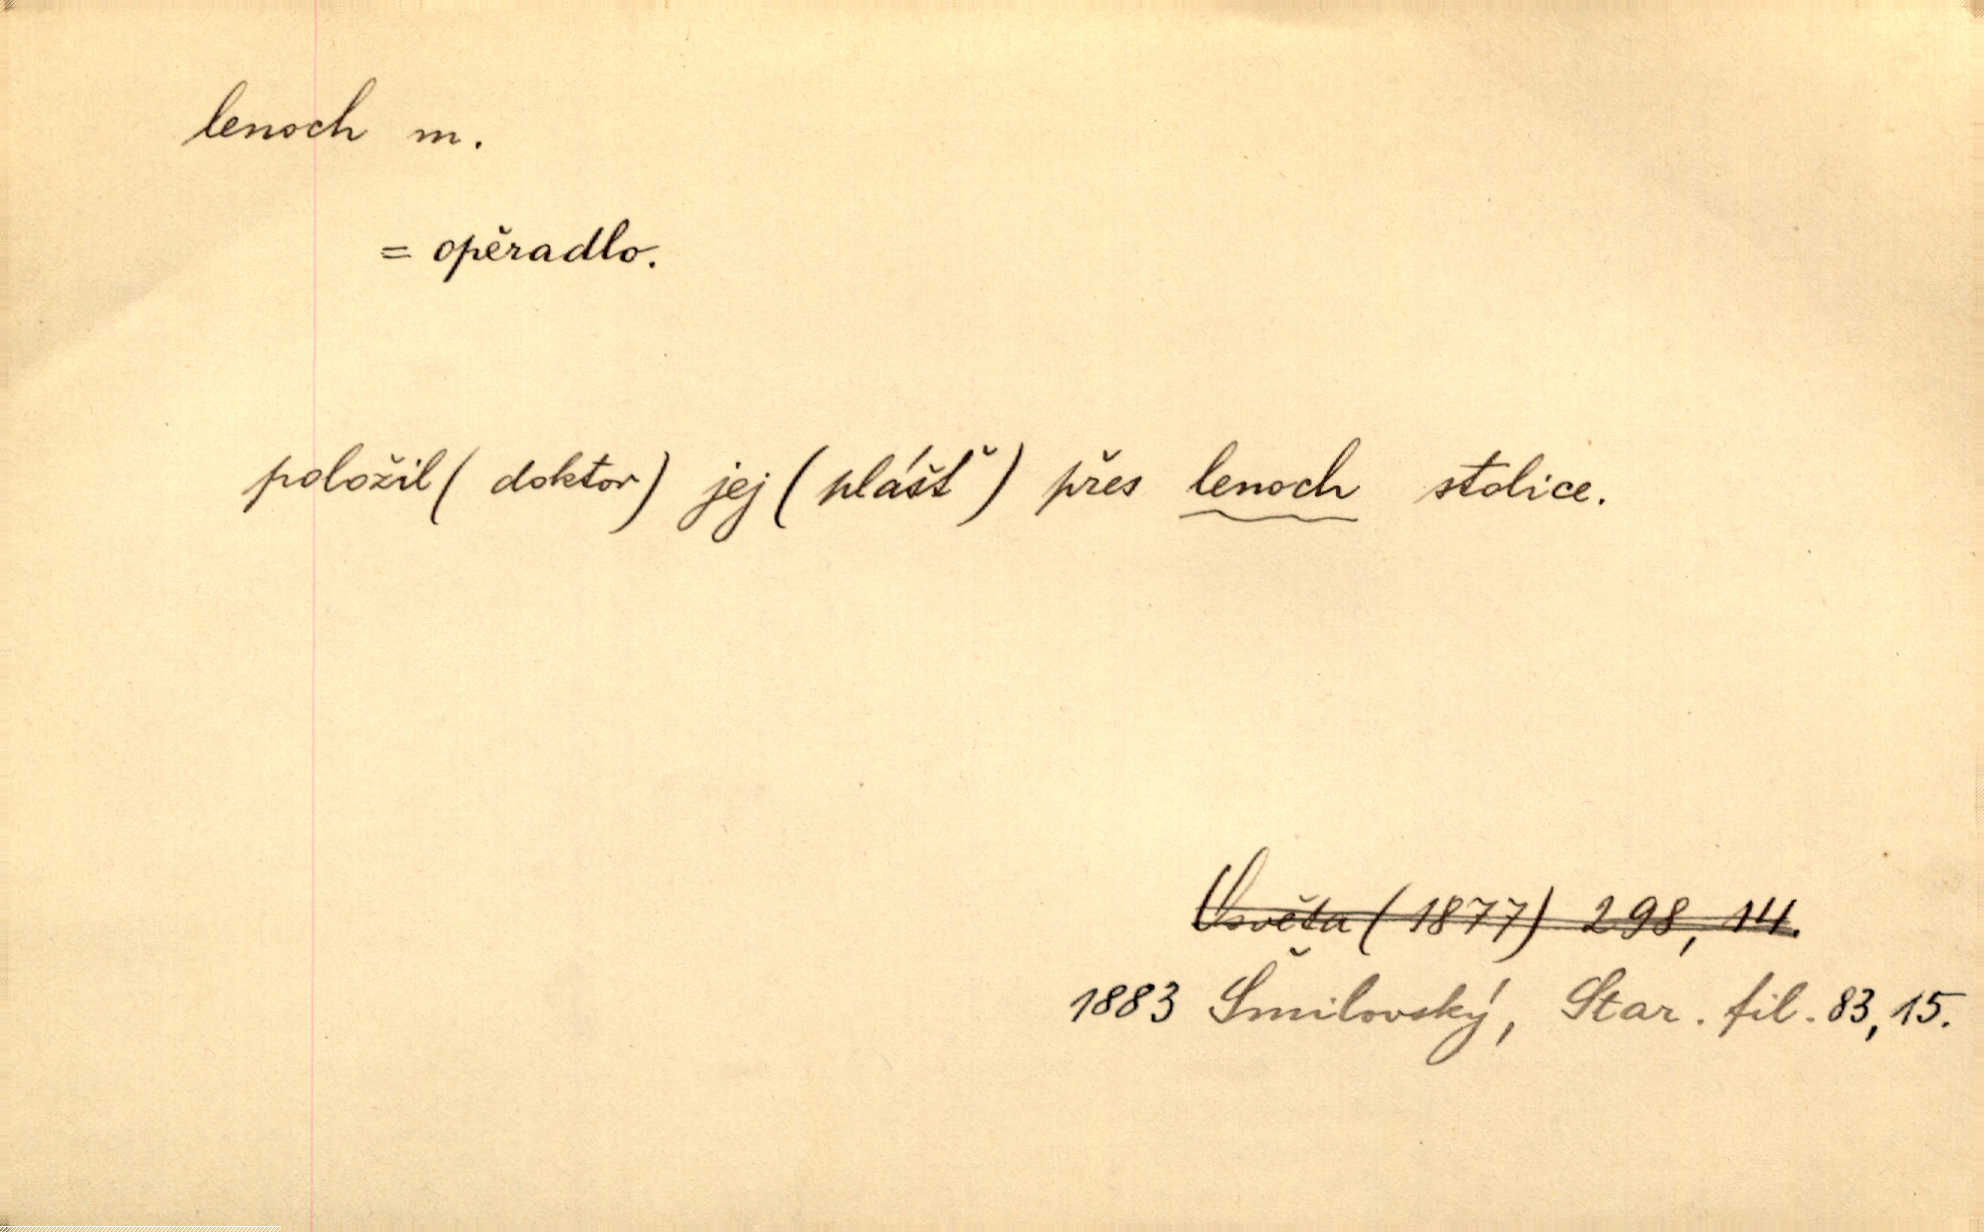 lenoch m.
= opěradlo.
položil (doktor) jej (plášť) přes lenoch stolice.
Osvěta (1877) 298, 14.
1883 Šmilovský, Star. fil. 83, 15.